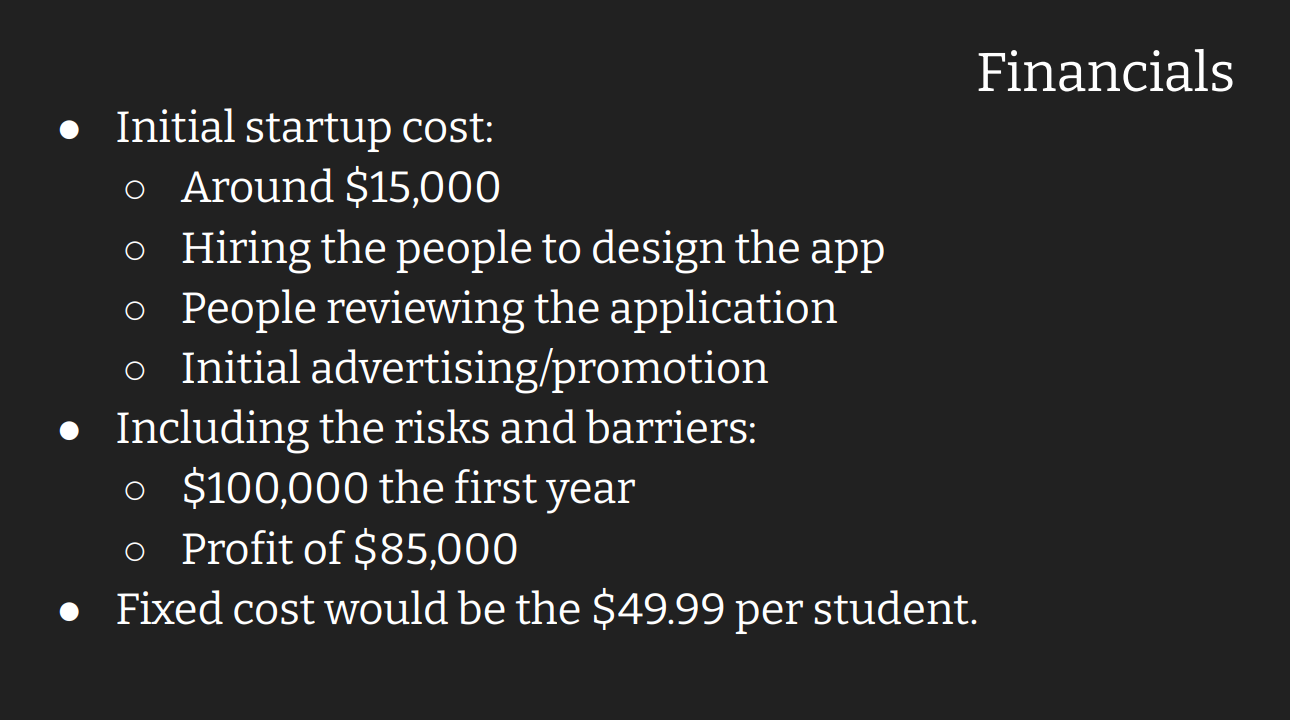 Financials
● Initial startup cost:
○ Around $15,000
○ Hiring the people to design the app
○ People reviewing the application
○ Initial advertising/promotion
● Including the risks and barriers:
○ $100,000 the first year
○ Profit of $85,000
● Fixed cost would be the $49.99 per student.